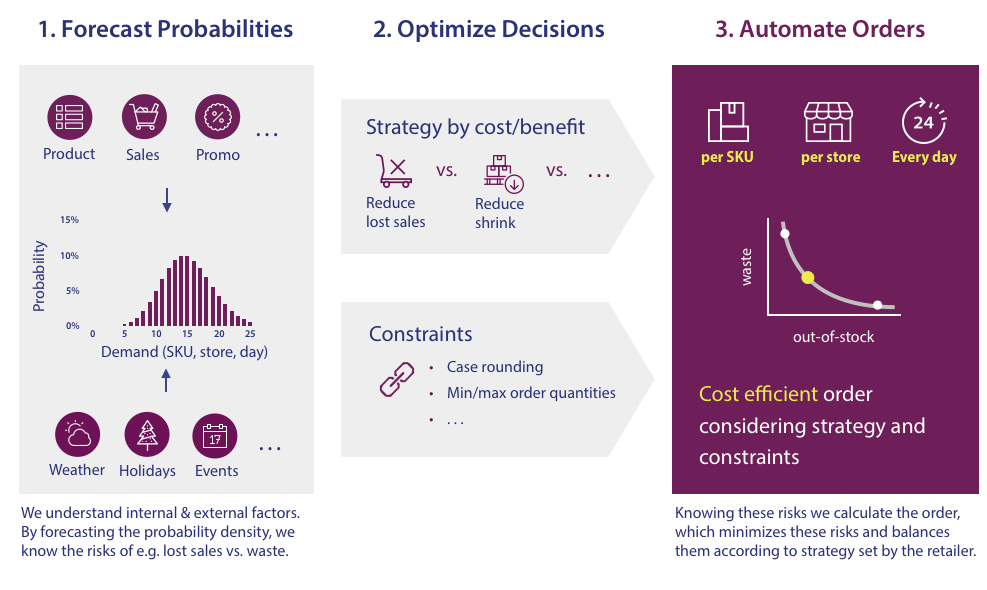 1. Forecast Probabilities
Product
Sales
Promo
...
15%
10%
5%
0%
Probability
0
5
10
15
20
25
Demand (SKU, store, day)
17
Weather
Holidays
Events
...
We understand internal & external factors.
By forecasting the probability density, we
know the risks of e.g. lost sales vs. waste.
2. Optimize Decisions
Strategy by cost/benefit
vs.
vs.
...
Reduce
lost sales
Reduce
shrink
Constraints
• Case rounding
• Min/max order quantities
• ...
3. Automate Orders
24
per SKU
per store
Every day
waste
out-of-stock
Cost efficient order
considering strategy and
constraints
Knowing these risks we calculate the order,
which minimizes these risks and balances
them according to strategy set by the retailer.